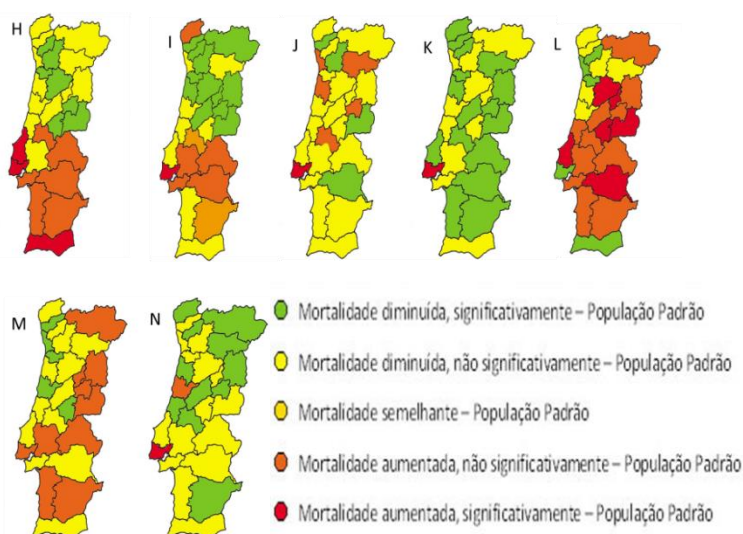 H
I
J
K
L
M
N
Mortalidade diminuída, significativamente – População Padrão
Mortalidade diminuída, não significativamente – População Padrão
Mortalidade semelhante – População Padrão
Mortalidade aumentada, não significativamente – População Padrão
Mortalidade aumentada, significativamente – População Padrão